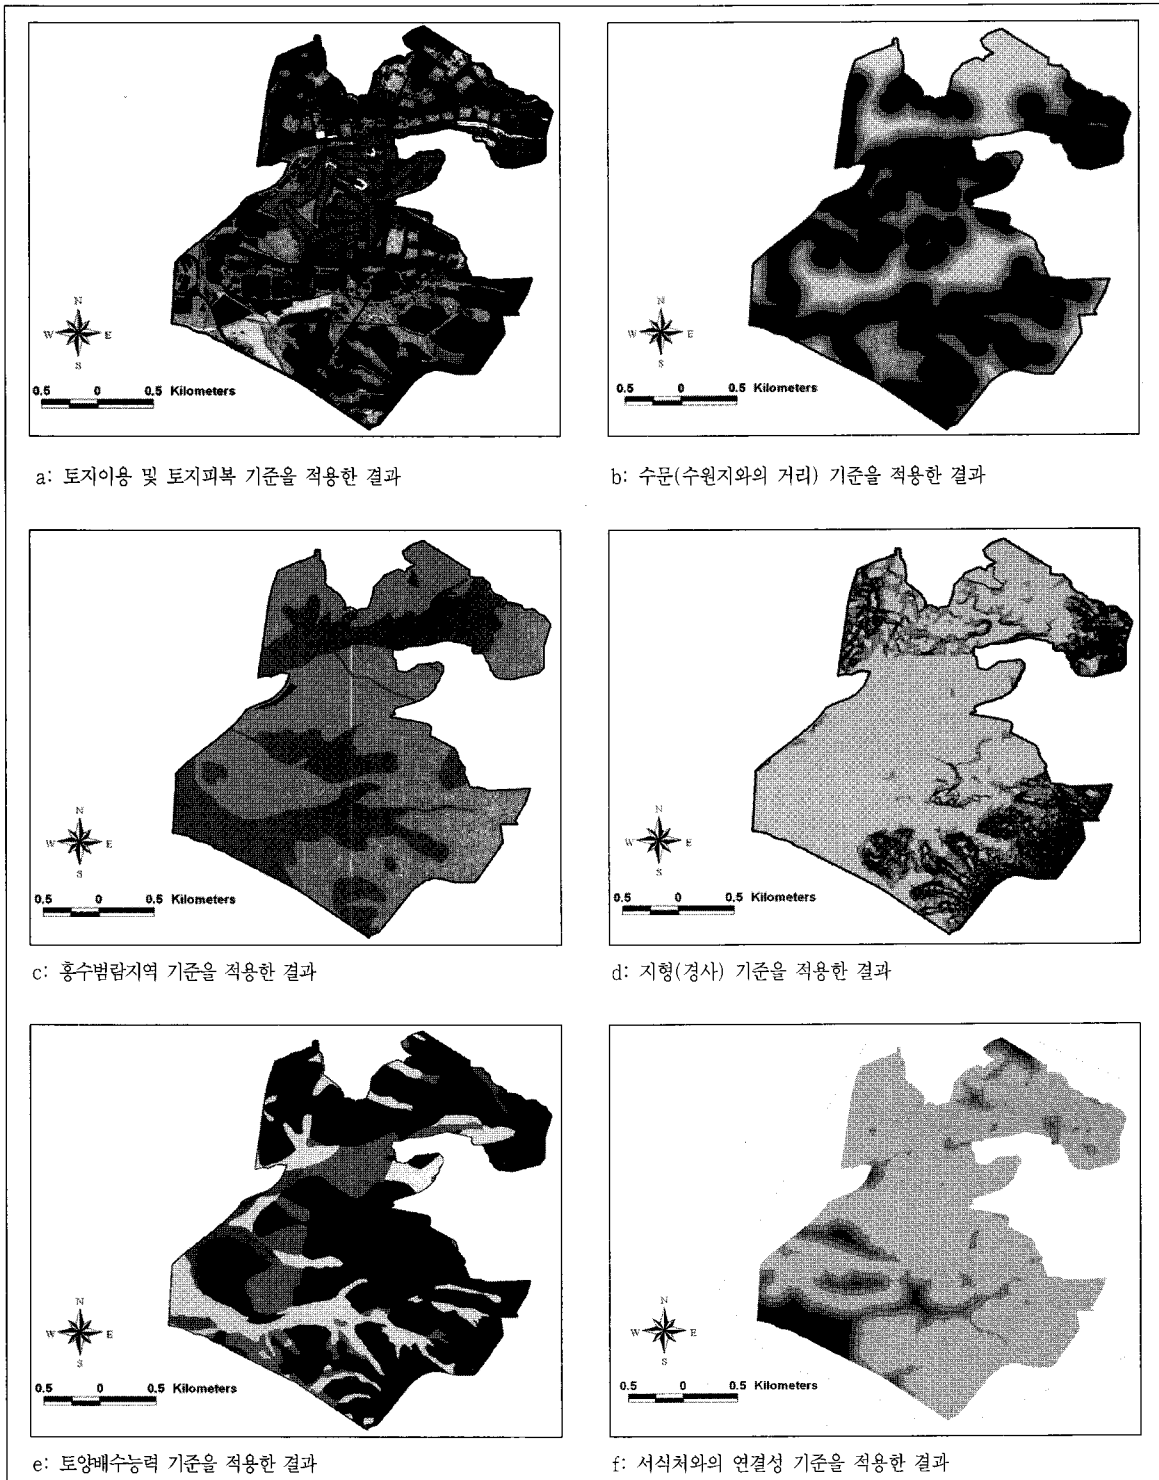 N
W E
S
0.5 0 0.5 Kilometers
a: 토지이용 및 토지피복 기준을 적용한 결과
N
W E
S
0.5 0 0.5 Kilometers
b: 수문(수원지와의 거리) 기준을 적용한 결과
N
W E
S
0.5 0 0.5 Kilometers
c: 홍수범람지역 기준을 적용한 결과
N
W E
S
0.5 0 0.5 Kilometers
d: 지형(경사) 기준을 적용한 결과
N
W E
S
0.5 0 0.5 Kilometers
e: 토양배수능력 기준을 적용한 결과
N
W E
S
0.5 0 0.5 Kilometers
f: 서식처와의 연결성 기준을 적용한 결과